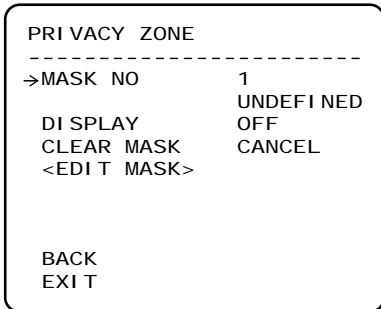 PRIVACY ZONE
------------------------
→MASK NO 1
UNDEFINED
DISPLAY OFF
CLEAR MASK CANCEL
<EDIT MASK>
BACK
EXIT